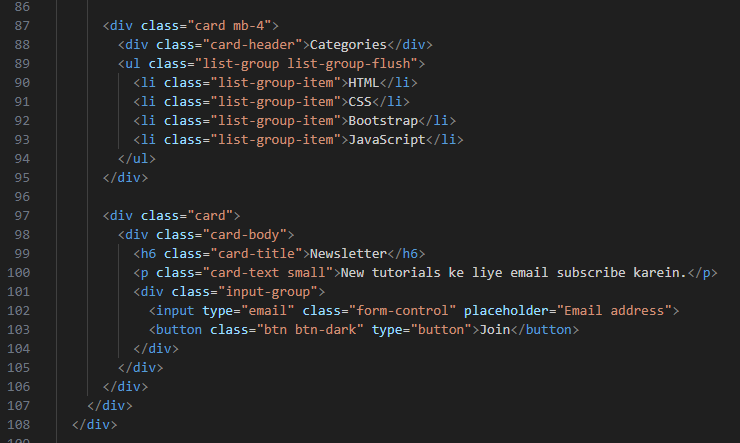 86
87 <div class="card mb-4">
88 <div class="card-header">Categories</div>
89 <ul class="list-group list-group-flush">
90 <li class="list-group-item">HTML</li>
91 <li class="list-group-item">CSS</li>
92 <li class="list-group-item">Bootstrap</li>
93 <li class="list-group-item">JavaScript</li>
94 </ul>
95 </div>
96
97 <div class="card">
98 <div class="card-body">
99 <h6 class="card-title">Newsletter</h6>
100 <p class="card-text small">New tutorials ke liye email subscribe karein.</p>
101 <div class="input-group">
102 <input type="email" class="form-control" placeholder="Email address">
103 <button class="btn btn-dark" type="button">Join</button>
104 </div>
105 </div>
106 </div>
107 </div>
108 </div>